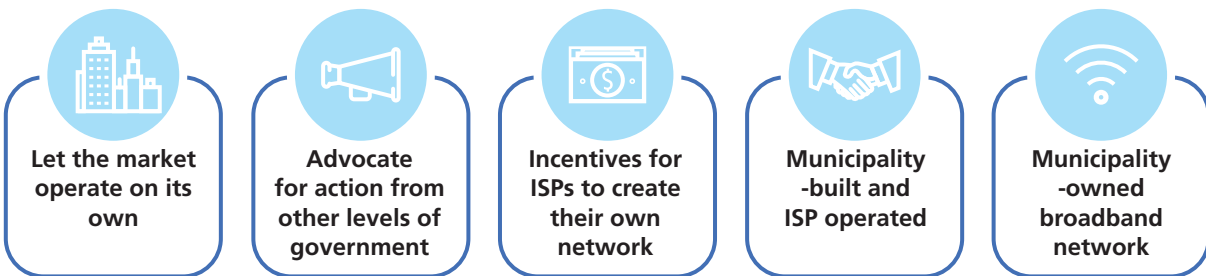 Let the market
operate on its
own
Advocate
for action from
other levels of
government
Incentives for
ISPs to create
their own
network
Municipality
-built and
ISP operated
Municipality
-owned
broadband
network